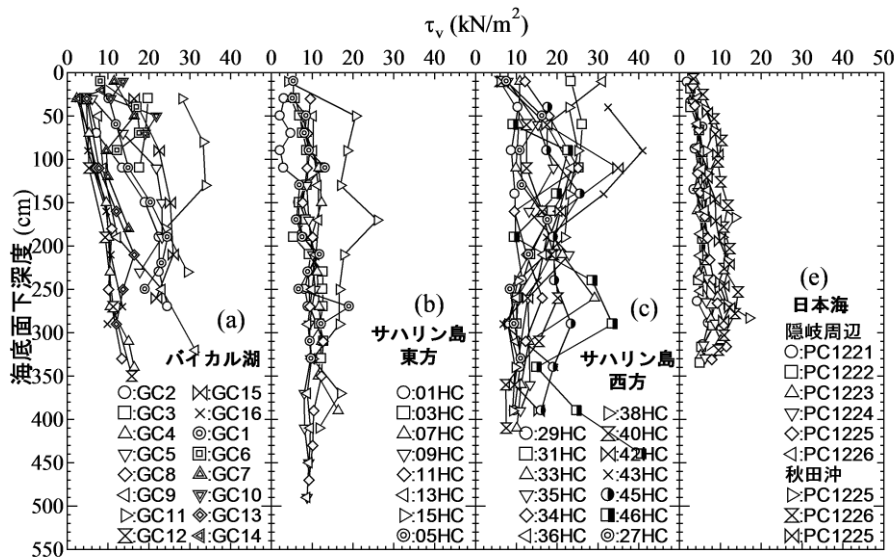 τv (kN/m²)
0 10 20 30 40 0 10 20 30 40 0 10 20 30 40 0 10 20 30 40 50
海底面下深度(cm)
0
50
100
150
200
250
300
350
400
450
500
550
(a)
バイカル湖
○:GC2
□:GC3
△:GC4
▽:GC5
◇:GC8
◁:GC9
▷:GC11
:GC12
:GC15
×:GC16
◎:GC1
:GC6
:GC7
:GC10
:GC13
:GC14
(b)
サハリン島
東方
○:01HC
□:03HC
△:07HC
▽:09HC
◇:11HC
◁:13HC
▷:15HC
◎:05HC
(c)
サハリン島
西方
○:29HC
□:31HC
△:33HC
▽:35HC
◇:34HC
◁:36HC
▷:38HC
:40HC
:42HC
×:43HC
:45HC
:46HC
◎:27HC
(e)
日本海
隠岐周辺
○:PC1221
□:PC1222
△:PC1223
▽:PC1224
◇:PC1225
◁:PC1226
秋田沖
▷:PC1225
:PC1226
:PC1225